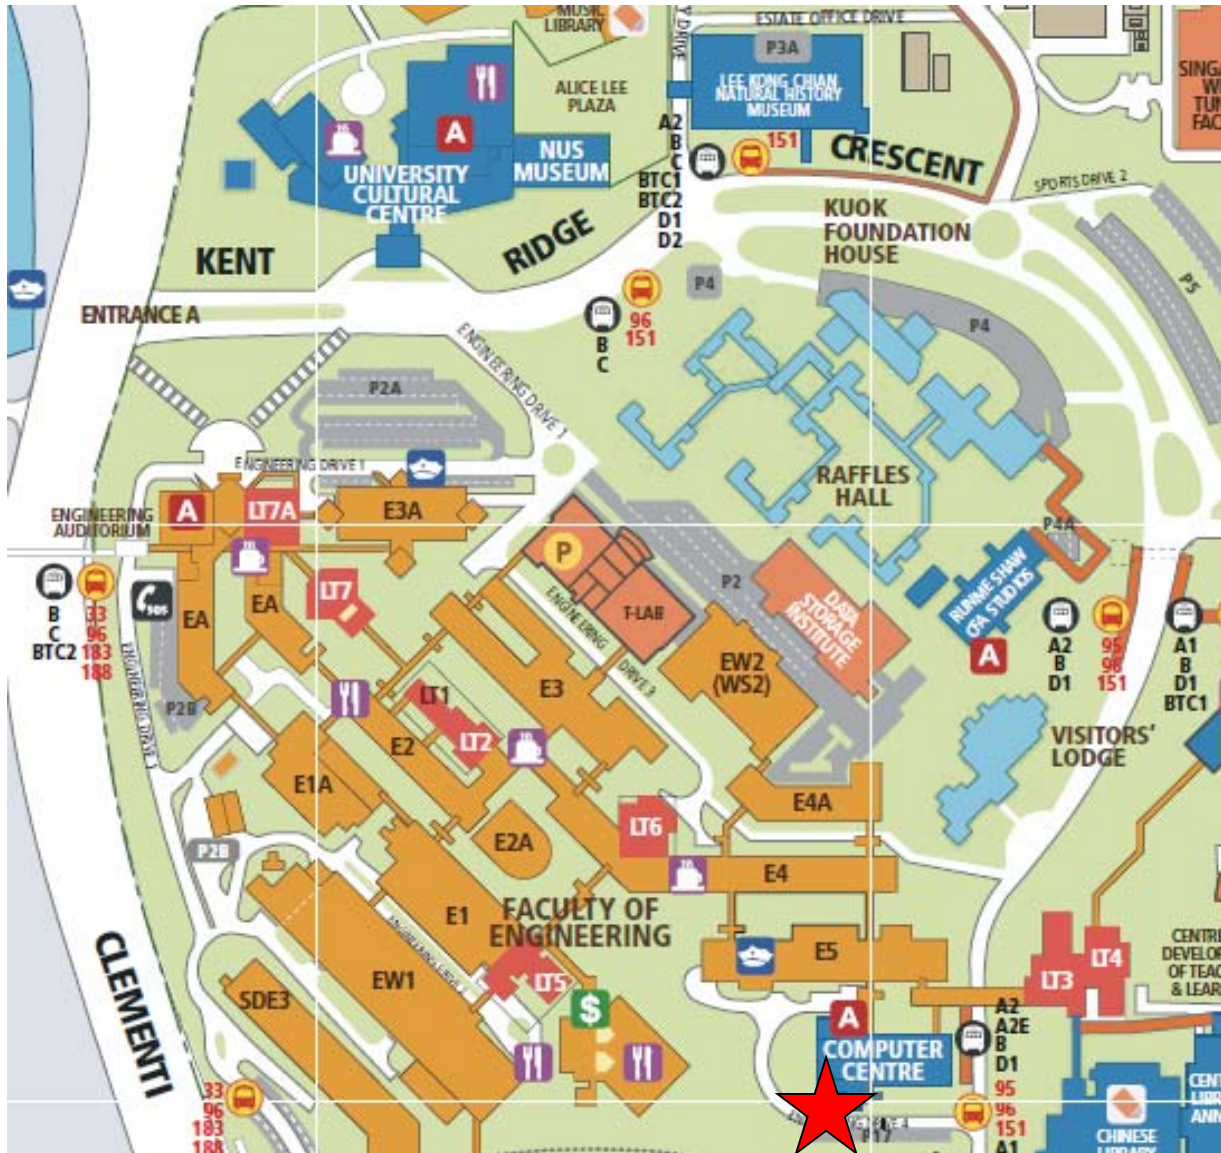 MUSIC
LIBRARY
ESTATE OFFICE DRIVE
P3A
LEE KONG CHIAN
NATURAL HISTORY
MUSEUM
ALICE LEE
PLAZA
A
NUS
MUSEUM
UNIVERSITY
CULTURAL
CENTRE
A2
B
C
BTC1
BTC2
D1
D2
151
CRESCENT
SPORTS DRIVE 2
KENT
RIDGE
KUOK
FOUNDATION
HOUSE
P5
P4
P4
ENTRANCE A
B
C
96
151
ENGINEERING DRIVE 1
P2A
ENGINEERING DRIVE 1
RAFFLES
HALL
ENGINEERING
AUDITORIUM
A
LT7A
E3A
P4A
P
P2
T-LAB
DATA
STORAGE
INSTITUTE
RUNME SHAW
CFA STUDIOS
A
B
C
BTC2
33
96
183
188
SOS
EA
EA
LT7
ENGINEERING DRIVE 3
EW2
(WS2)
A2
B
D1
95
96
151
A1
B
D1
BTC1
P2B
LT1
E3
E2
LT2
VISITORS'
LODGE
E1A
E4A
LT6
E2A
P2B
E4
E1
FACULTY OF
ENGINEERING
E5
LT5
$
EW1
SDE3
CLEMENTI
LT3
LT4
A
COMPUTER
CENTRE
A2
A2E
B
D1
95
96
151
A1
33
96
183
188
P17
CHINESE
LIBRARY